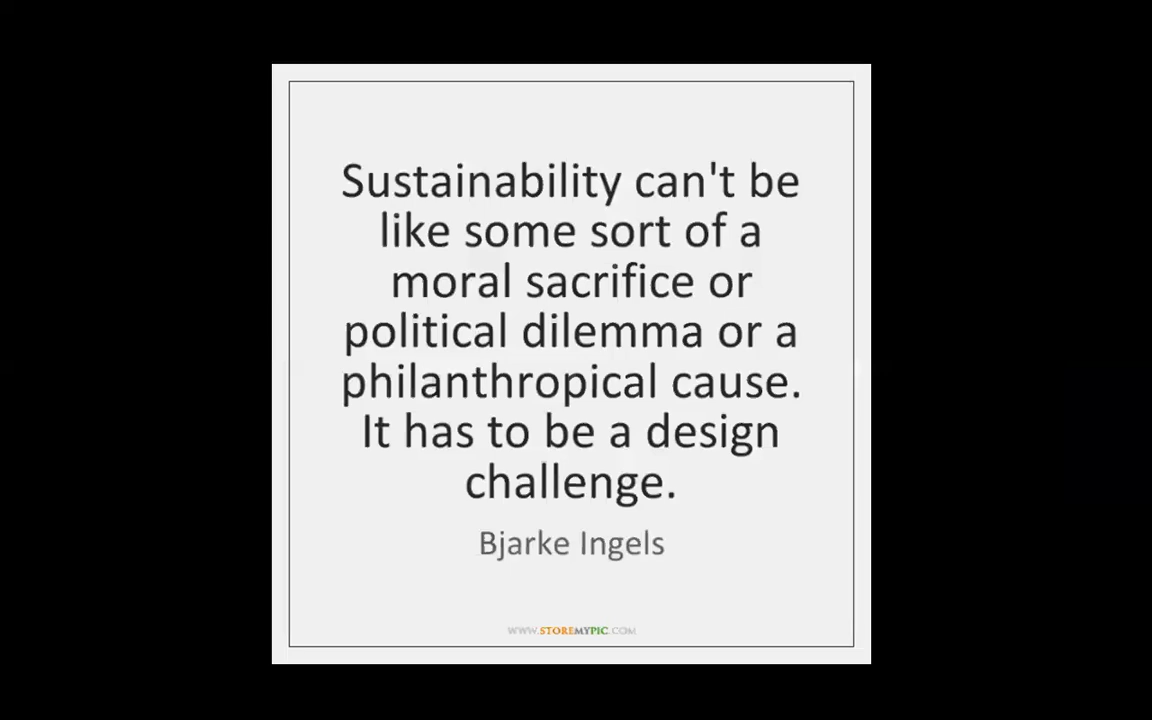 Sustainability can't be
like some sort of a
moral sacrifice or
political dilemma or a
philanthropical cause.
It has to be a design
challenge.
Bjarke Ingels
WWW.STOREMYPIC.COM